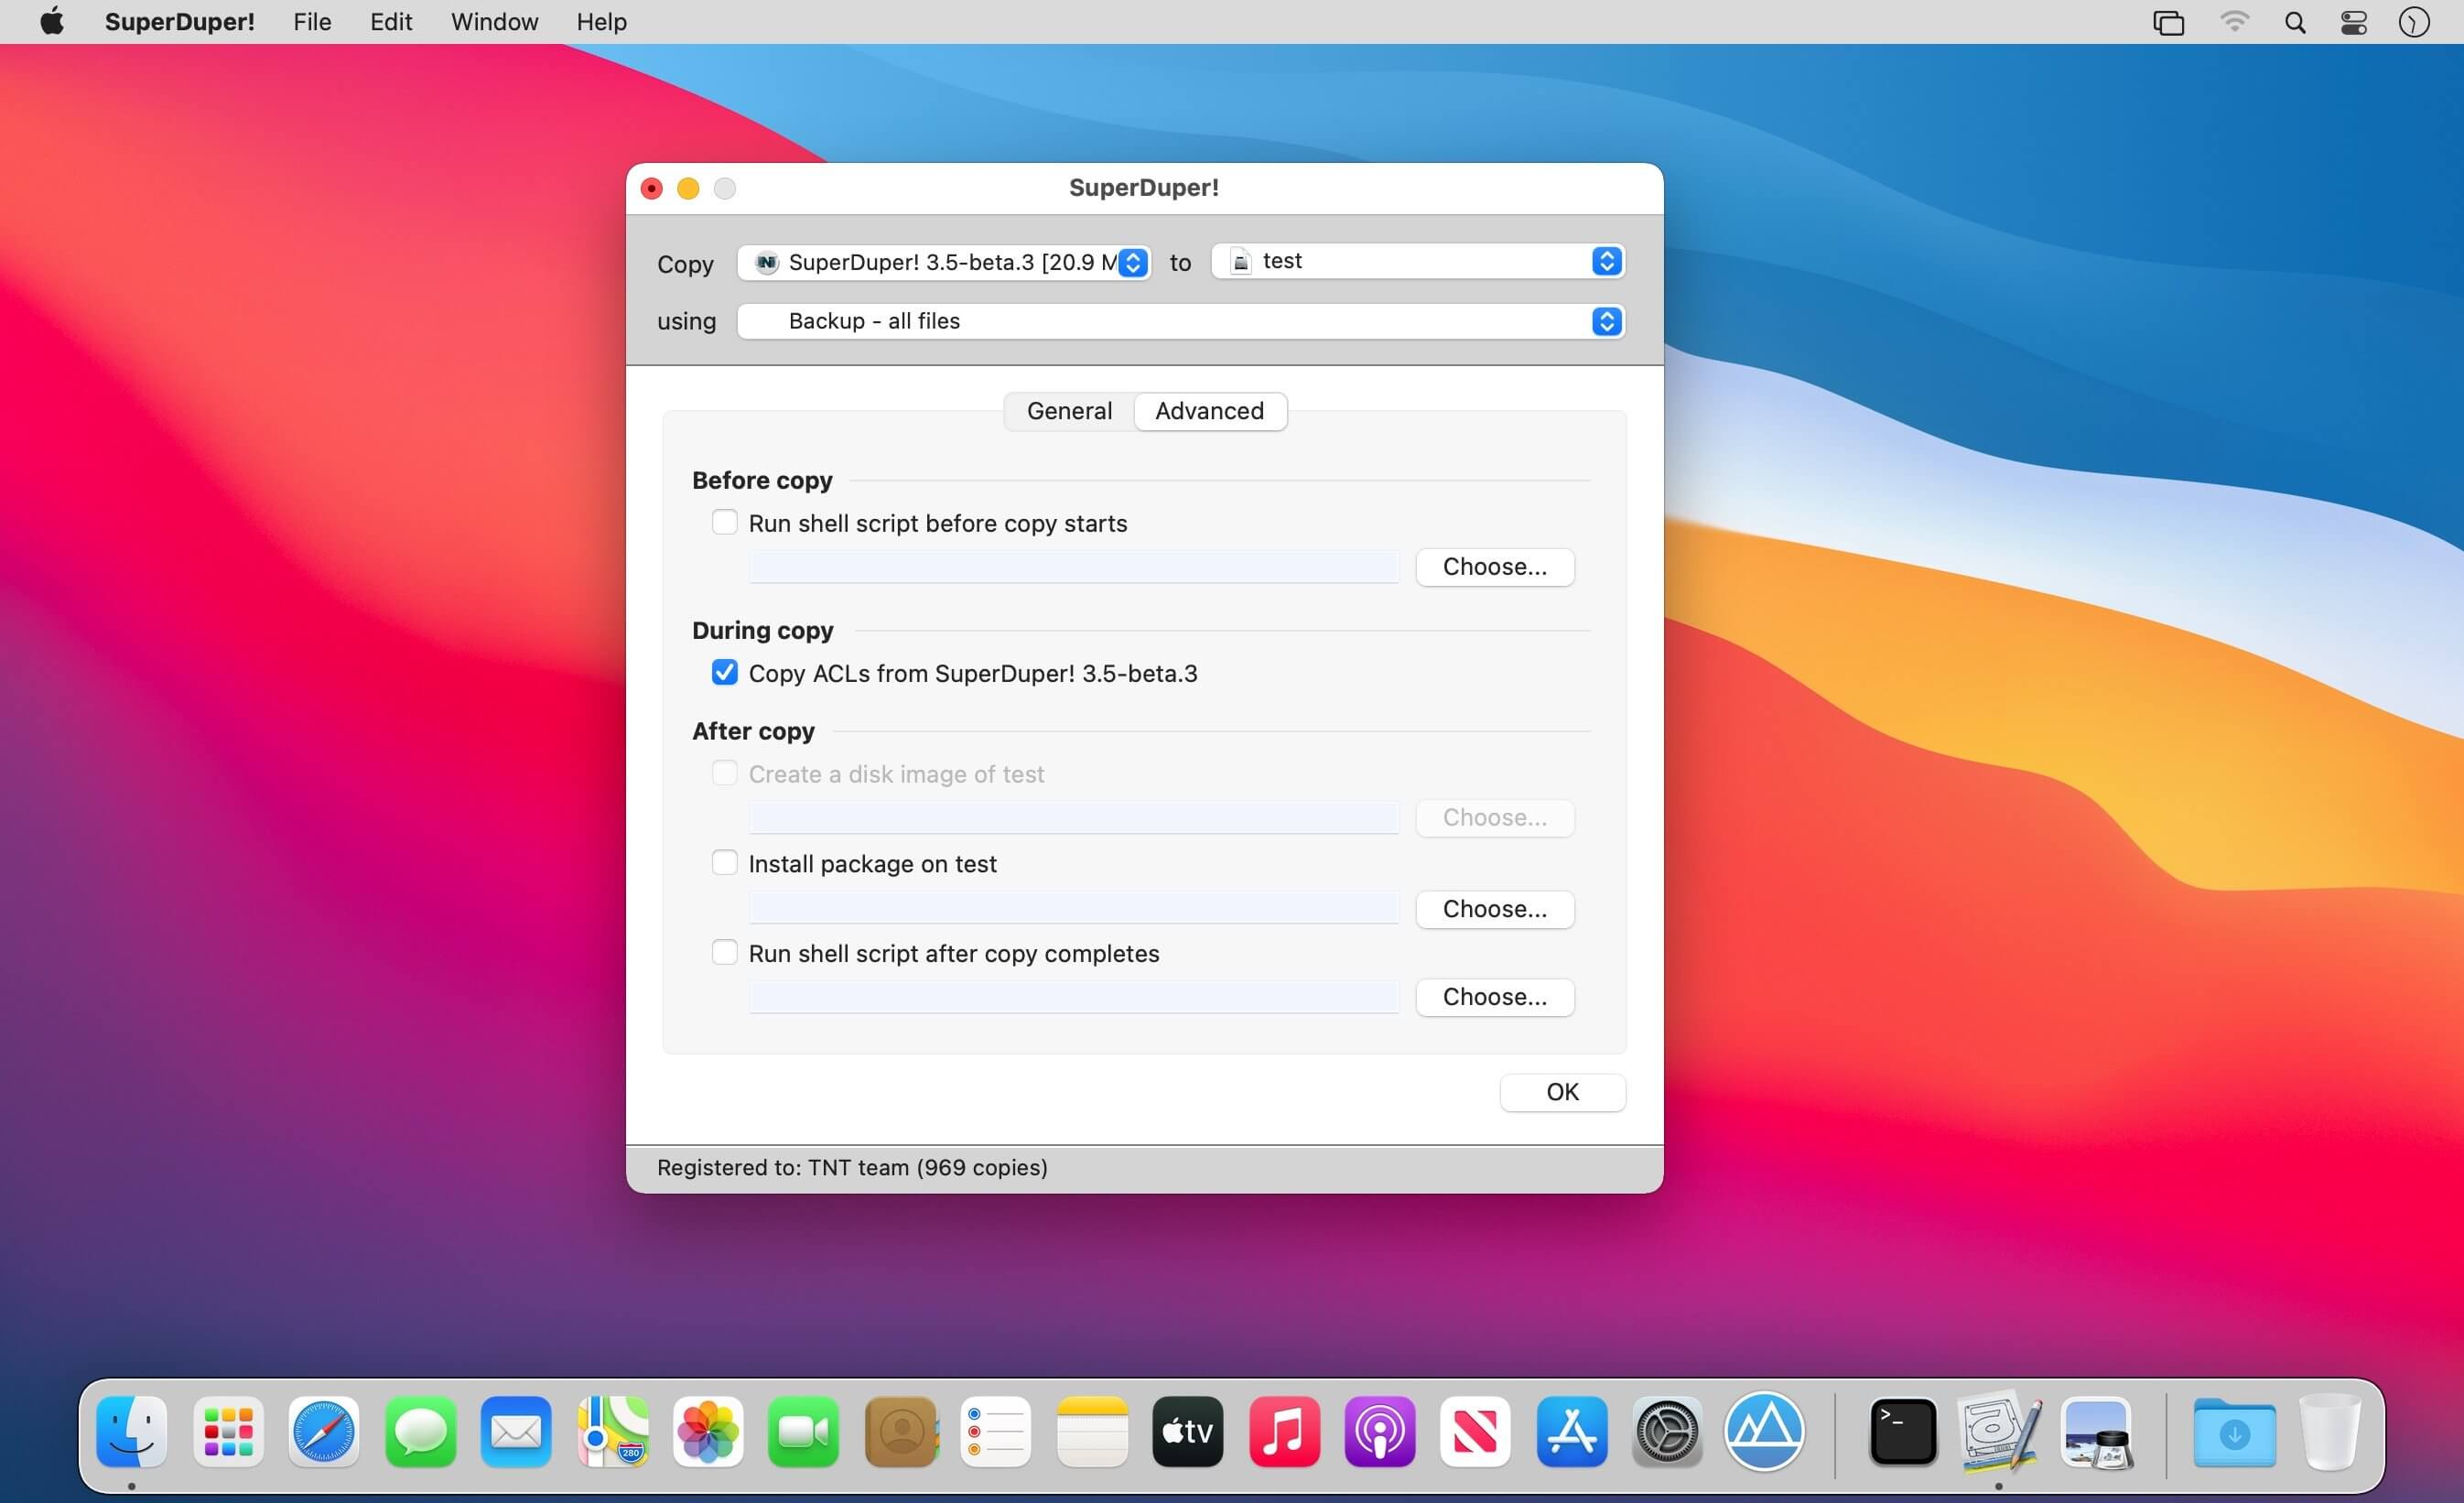 SuperDuper! File Edit Window Help
SuperDuper!
Copy SuperDuper! 3.5-beta.3 [20.9 M to test
using Backup - all files
General Advanced
Before copy
Run shell script before copy starts
Choose...
During copy
Copy ACLs from SuperDuper! 3.5-beta.3
After copy
Create a disk image of test
Choose...
Install package on test
Choose...
Run shell script after copy completes
Choose...
OK
Registered to: TNT team (969 copies)
280
tv
>_